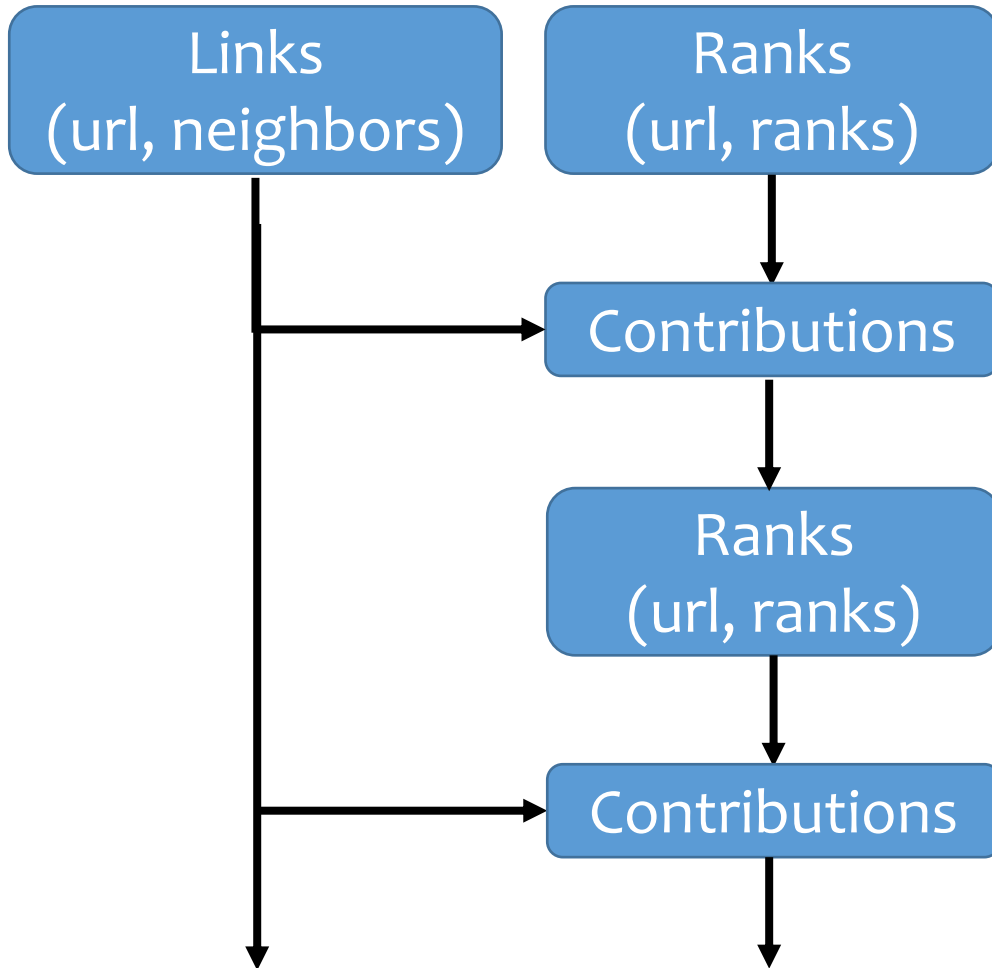 Links
(url, neighbors)
Ranks
(url, ranks)
Contributions
Ranks
(url, ranks)
Contributions